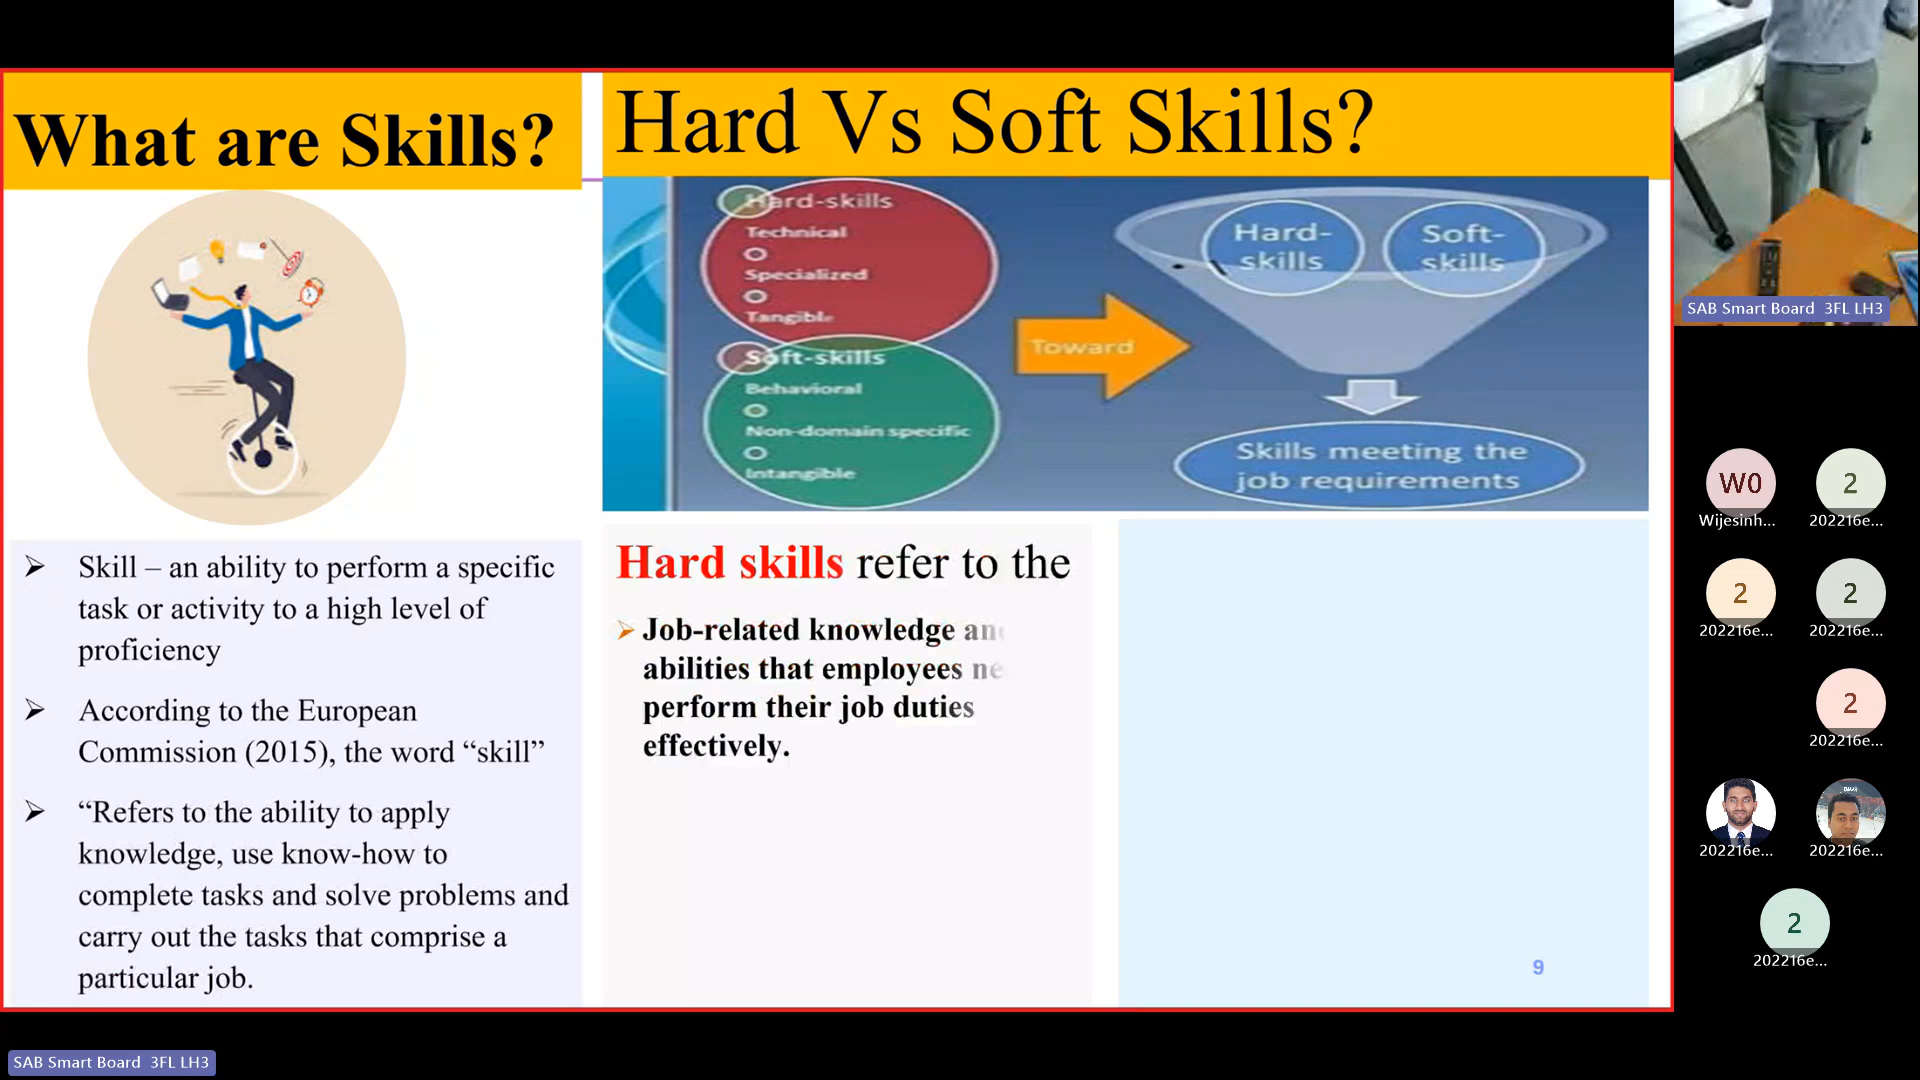 What are Skills?
Skill – an ability to perform a specific
task or activity to a high level of
proficiency
According to the European
Commission (2015), the word “skill”
“Refers to the ability to apply
knowledge, use know-how to
complete tasks and solve problems and
carry out the tasks that comprise a
particular job.
Hard Vs Soft Skills?
Hard-skills
Technical
Specialized
Tangible
Soft-skills
Behavioral
Non-domain specific
Intangible
Toward
Hard-
skills
Soft-
skills
Skills meeting the
job requirements
Hard skills refer to the
Job-related knowledge
abilities that employees
perform their job duties
effectively.
9
SAB Smart Board 3FL LH3
W0
Wijesinh...
2
202216e...
2
202216e...
2
202216e...
2
202216e...
202216e...
202216e...
2
202216e...
SAB Smart Board 3FL LH3